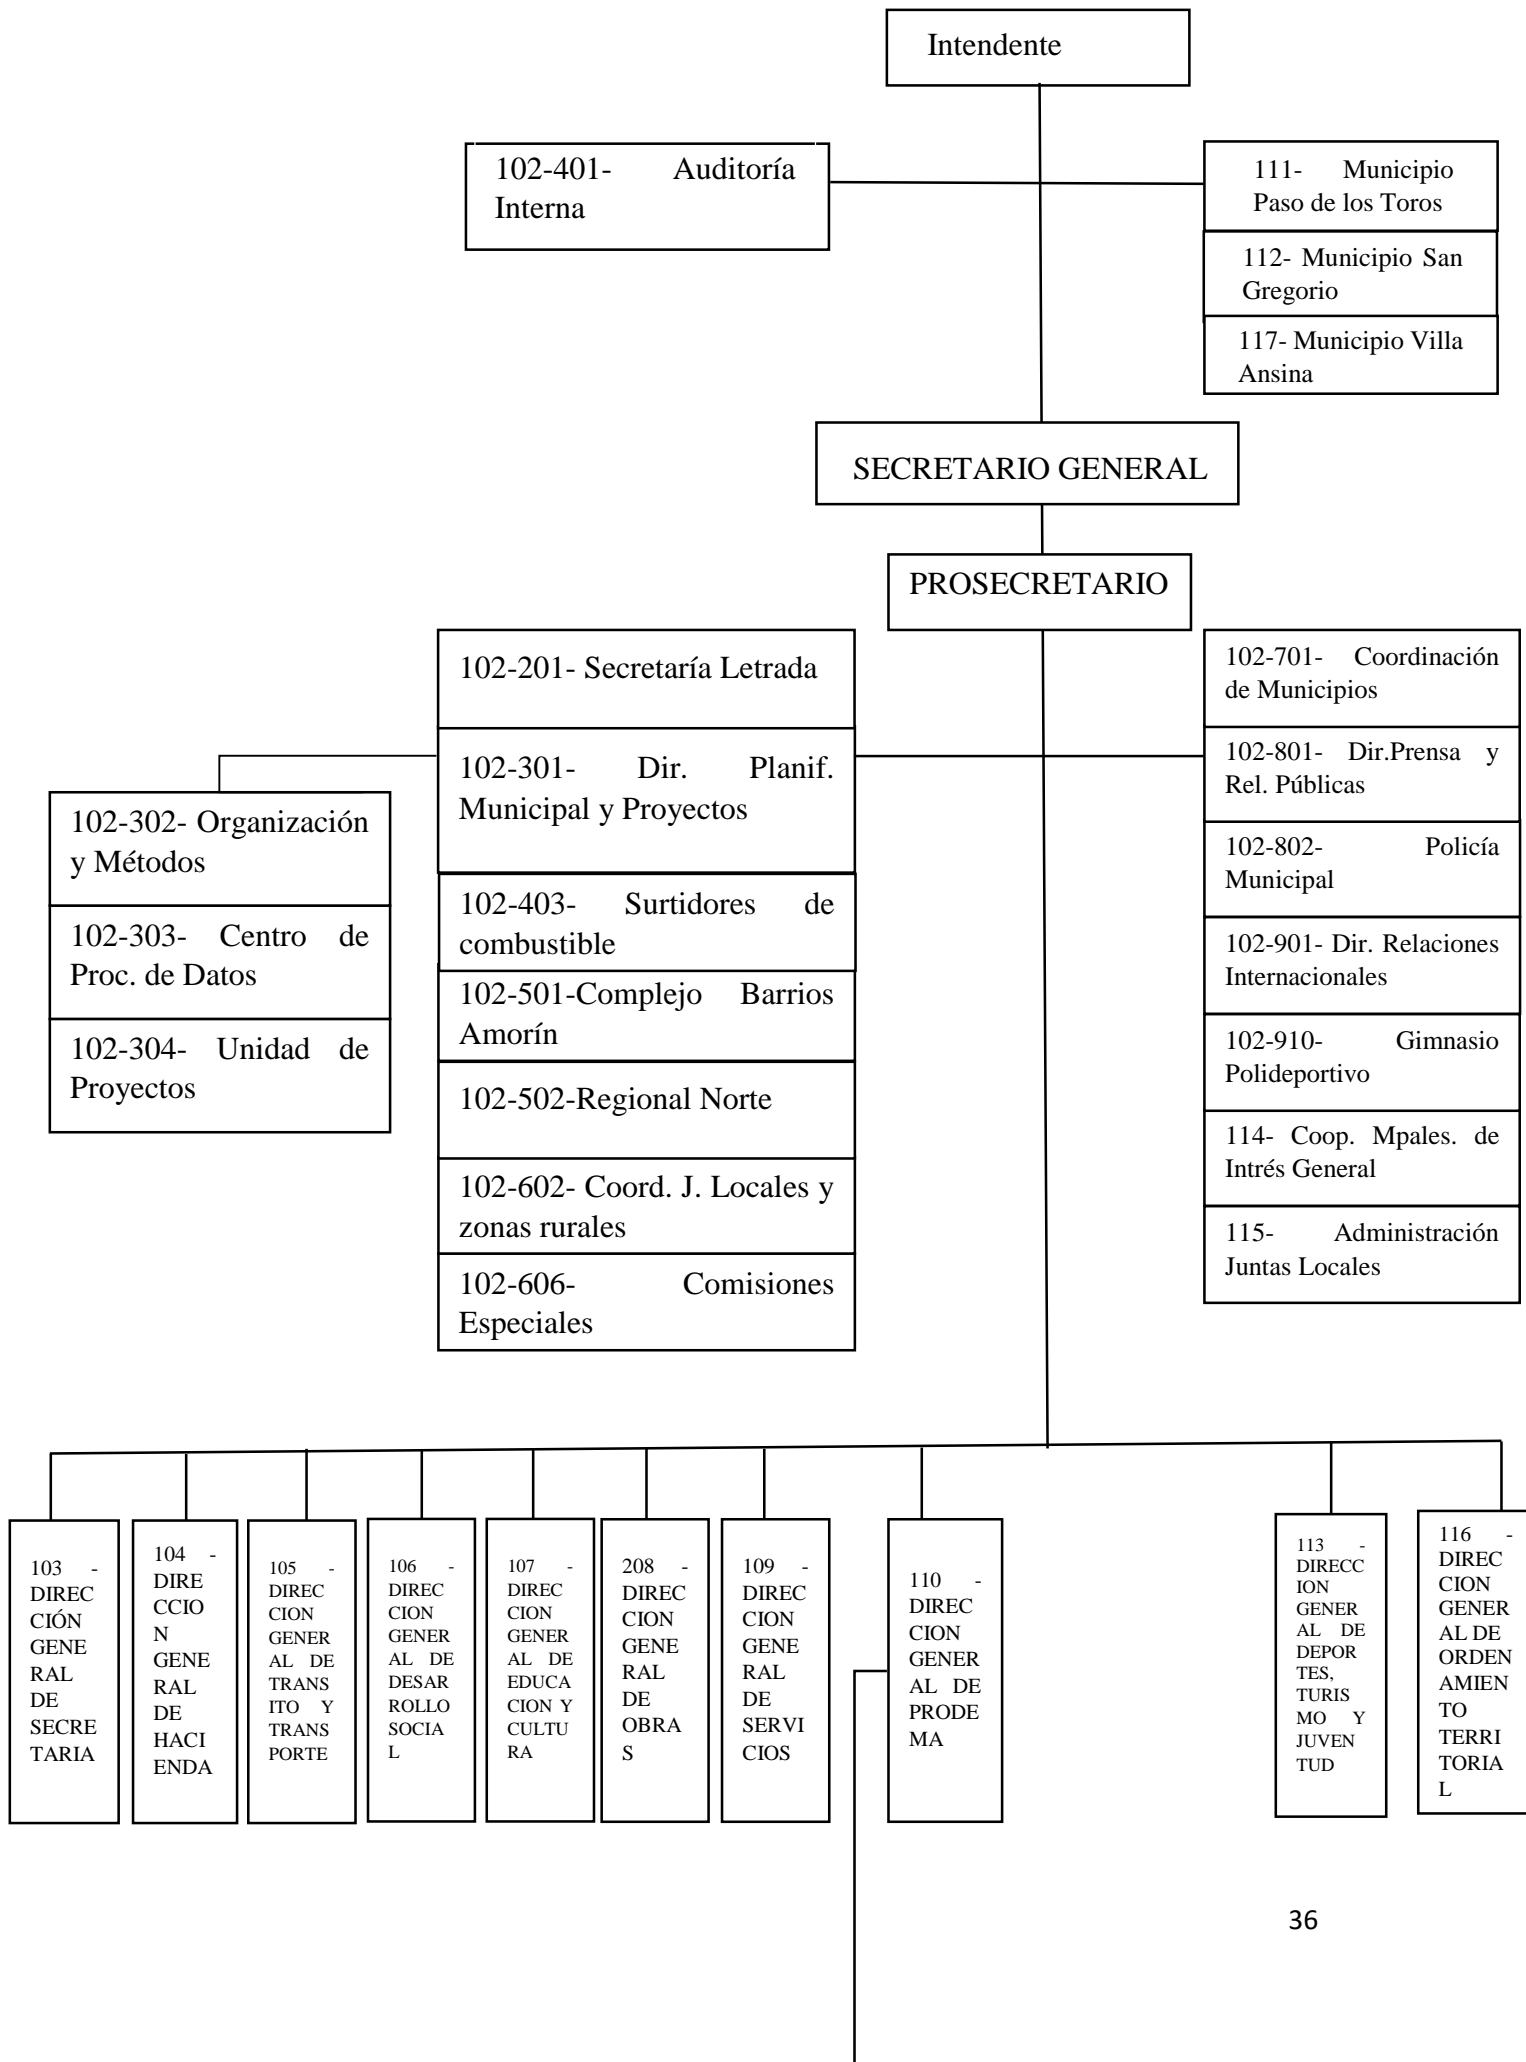 Intendente
102-401- Auditoría
Interna
111- Municipio
Paso de los Toros
112- Municipio San
Gregorio
117- Municipio Villa
Ansina
SECRETARIO GENERAL
PROSECRETARIO
102-201- Secretaría Letrada
102-301- Dir. Planif.
Municipal y Proyectos
102-403- Surtidores de
combustible
102-501-Complejo Barrios
Amorín
102-502-Regional Norte
102-602- Coord. J. Locales y
zonas rurales
102-606- Comisiones
Especiales
102-302- Organización
y Métodos
102-303- Centro de
Proc. de Datos
102-304- Unidad de
Proyectos
102-701- Coordinación
de Municipios
102-801- Dir.Prensa y
Rel. Públicas
102-802- Policía
Municipal
102-901- Dir. Relaciones
Internacionales
102-910- Gimnasio
Polideportivo
114- Coop. Mpales. de
Intrés General
115- Administración
Juntas Locales
103 -
DIREC
CIÓN
GENE
RAL
DE
SECRE
TARIA
104 -
DIRE
CCIO
N
GENE
RAL
DE
HACI
ENDA
105 -
DIREC
CION
GENER
AL DE
TRANS
ITO Y
TRANS
PORTE
106 -
DIREC
CION
GENER
AL DE
DESAR
ROLLO
SOCIA
L
107 -
DIREC
CION
GENER
AL DE
EDUCA
CION Y
CULTU
RA
208 -
DIREC
CION
GENE
RAL
DE
OBRA
S
109 -
DIREC
CION
GENE
RAL
DE
SERVI
CIOS
110 -
DIREC
CION
GENER
AL DE
PRODE
MA
113 -
DIRECC
ION
GENER
AL DE
DEPOR
TES,
TURIS
MO Y
JUVEN
TUD
116 -
DIREC
CION
GENER
AL DE
ORDEN
AMIEN
TO
TERRI
TORIA
L
36